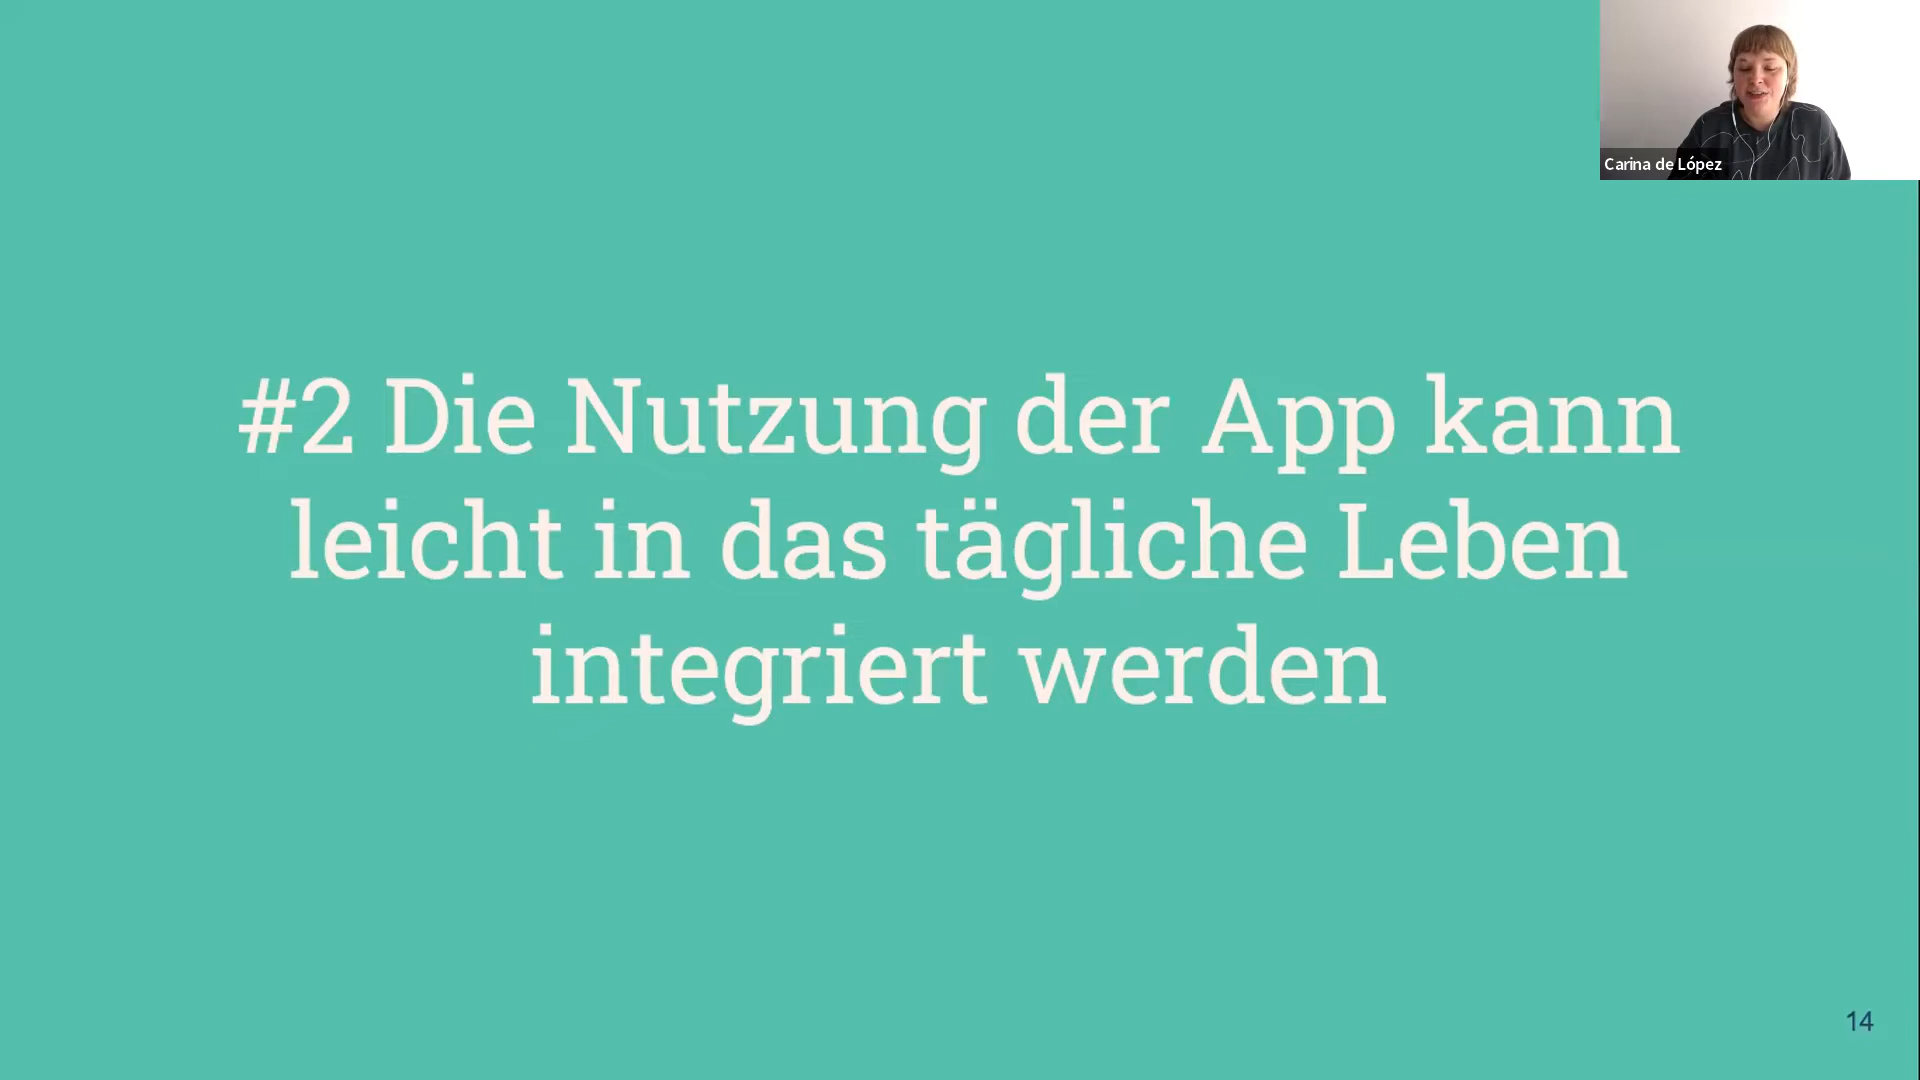 Carina de López
#2 Die Nutzung der App kann
leicht in das tägliche Leben
integriert werden
14